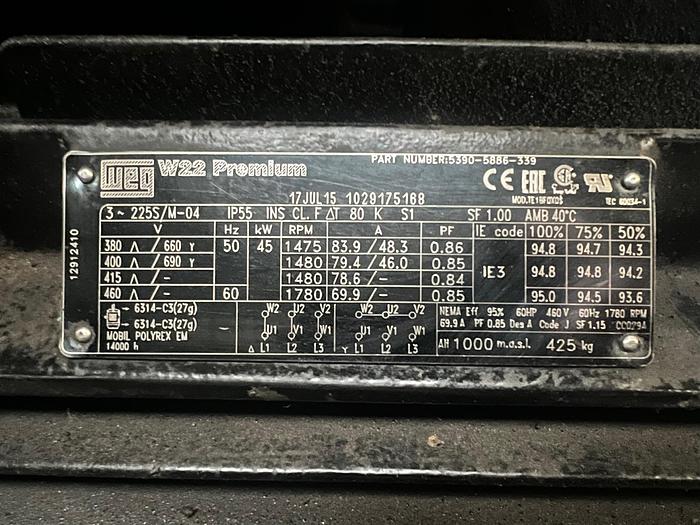 PART NUMBER:5390-5886-339
weg W22 Premium
CE EAC
17JUL15 1029175168
MOD.TE1BF0X0$ IEC 60034-1
3~ 225S/M-04 IP55 INS CL. F ΔT 80 K S1 SF 1.00 AMB 40°C
V Hz kW RPM A PF IE code 100% 75% 50%
380 Δ / 660 Y 50 45 1475 83.9 / 48.3 0.86 IE3 94.8 94.7 94.3
400 Δ / 690 Y 1480 79.4 / 46.0 0.85 94.8 94.8 94.2
415 Δ / - 1480 78.6 / - 0.84
460 Δ / - 60 1780 69.9 / - 0.85 95.0 94.5 93.6
6314-C3(27g)
6314-C3(27g)
MOBIL POLYREX EM
14000 h
W2 U2 V2
U1 V1 W1
Δ L1 L2 L3
W2 U2 V2
U1 V1 W1
Y L1 L2 L3
NEMA Eff 95% 60HP 460V 60Hz 1780 RPM
69.9 A PF 0.85 Des A Code J SF 1.15 CC029A
Alt 1000 m.a.s.l. 425 kg
12912410